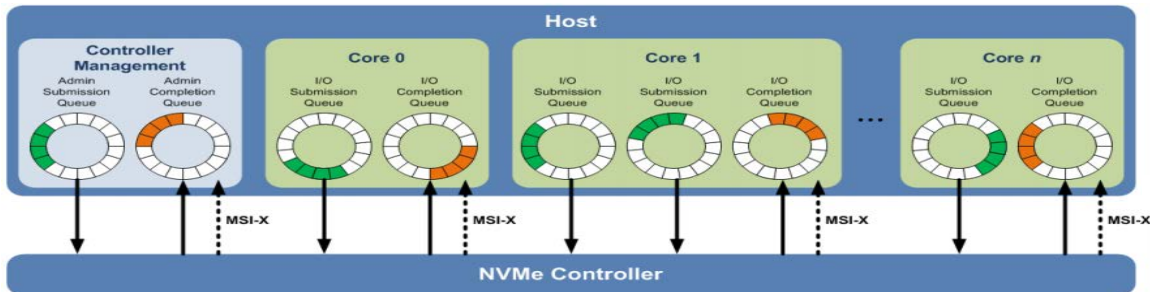 Host
Controller
Management
Admin
Submission
Queue
Admin
Completion
Queue
Core 0
I/O
Submission
Queue
I/O
Completion
Queue
Core 1
I/O
Submission
Queue
I/O
Submission
Queue
I/O
Completion
Queue
...
Core n
I/O
Submission
Queue
I/O
Completion
Queue
MSI-X
MSI-X
MSI-X
MSI-X
NVMe Controller